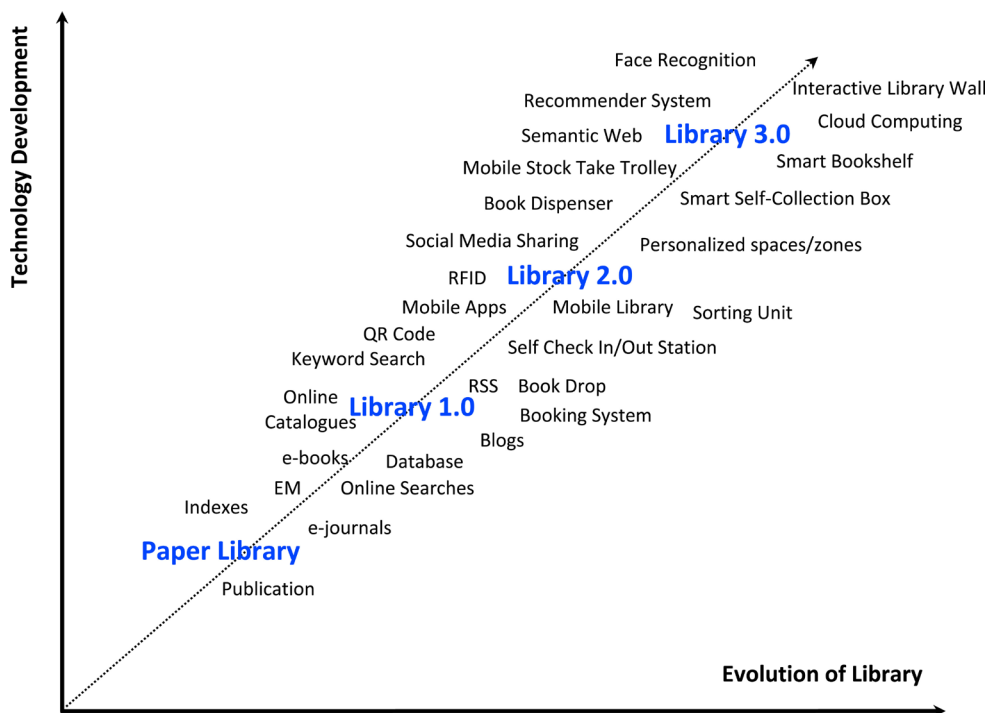 Technology Development
Face Recognition
Interactive Library Wall
Recommender System
Cloud Computing
Semantic Web
Library 3.0
Smart Bookshelf
Mobile Stock Take Trolley
Smart Self-Collection Box
Book Dispenser
Social Media Sharing
Personalized spaces/zones
RFID
Library 2.0
Mobile Apps
Mobile Library
Sorting Unit
QR Code
Self Check In/Out Station
Keyword Search
RSS
Book Drop
Online
Catalogues
Library 1.0
Booking System
Blogs
e-books
Database
EM
Online Searches
Indexes
e-journals
Paper Library
Publication
Evolution of Library